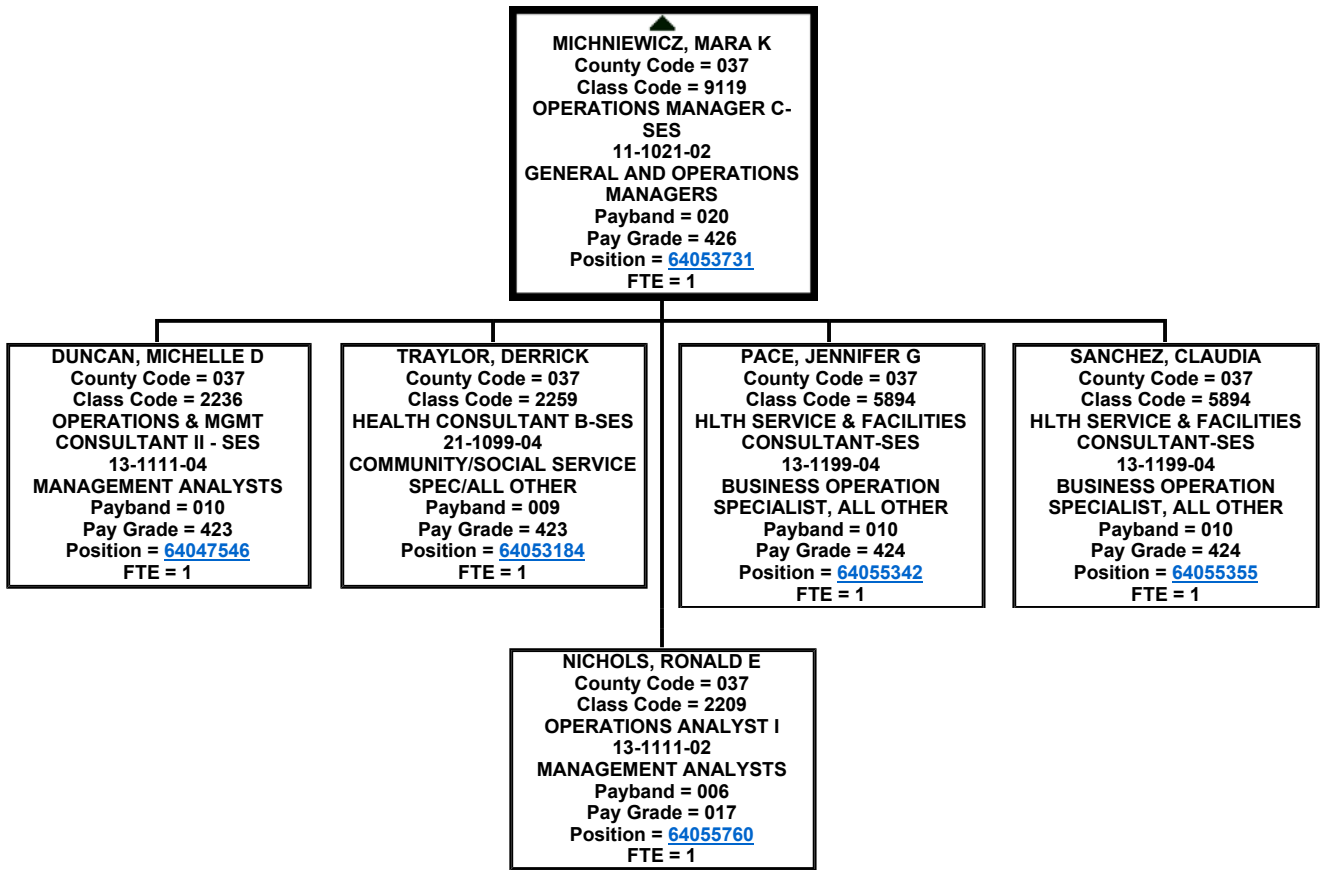 MICHNIEWICZ, MARA K
County Code = 037
Class Code = 9119
OPERATIONS MANAGER C-
SES
11-1021-02
GENERAL AND OPERATIONS
MANAGERS
Payband = 020
Pay Grade = 426
Position = 64053731
FTE = 1
DUNCAN, MICHELLE D
County Code = 037
Class Code = 2236
OPERATIONS & MGMT
CONSULTANT II - SES
13-1111-04
MANAGEMENT ANALYSTS
Payband = 010
Pay Grade = 423
Position = 64047546
FTE = 1
TRAYLOR, DERRICK
County Code = 037
Class Code = 2259
HEALTH CONSULTANT B-SES
21-1099-04
COMMUNITY/SOCIAL SERVICE
SPEC/ALL OTHER
Payband = 009
Pay Grade = 423
Position = 64053184
FTE = 1
PACE, JENNIFER G
County Code = 037
Class Code = 5894
HLTH SERVICE & FACILITIES
CONSULTANT-SES
13-1199-04
BUSINESS OPERATION
SPECIALIST, ALL OTHER
Payband = 010
Pay Grade = 424
Position = 64055342
FTE = 1
SANCHEZ, CLAUDIA
County Code = 037
Class Code = 5894
HLTH SERVICE & FACILITIES
CONSULTANT-SES
13-1199-04
BUSINESS OPERATION
SPECIALIST, ALL OTHER
Payband = 010
Pay Grade = 424
Position = 64055355
FTE = 1
NICHOLS, RONALD E
County Code = 037
Class Code = 2209
OPERATIONS ANALYST I
13-1111-02
MANAGEMENT ANALYSTS
Payband = 006
Pay Grade = 017
Position = 64055760
FTE = 1